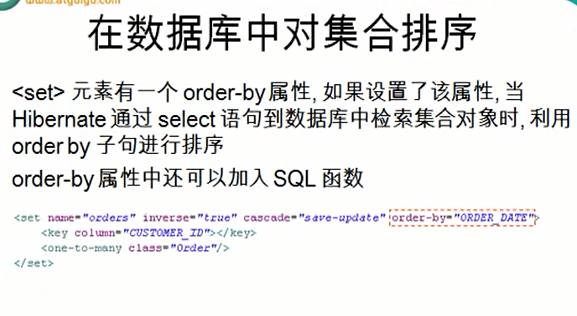 www.atguigu.com
在数据库中对集合排序
<set> 元素有一个 order-by 属性, 如果设置了该属性, 当
Hibernate 通过 select 语句到数据库中检索集合对象时, 利用
order by 子句进行排序
order-by 属性中还可以加入 SQL 函数
<set name="orders" inverse="true" cascade="save-update" order-by="ORDER_DATE">
<key column="CUSTOMER_ID"></key>
<one-to-many class="Order"/>
</set>